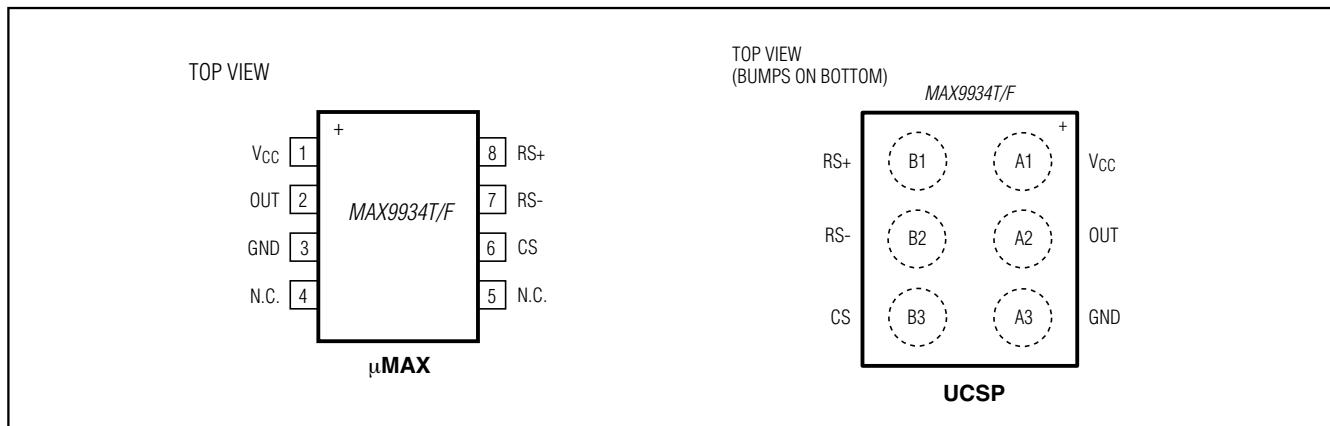 TOP VIEW
+
VCC 1 8 RS+
OUT 2 7 RS-
MAX9934T/F
GND 3 6 CS
N.C. 4 5 N.C.
μMAX
TOP VIEW
(BUMPS ON BOTTOM)
MAX9934T/F
+
RS+ B1 A1 VCC
RS- B2 A2 OUT
CS B3 A3 GND
UCSP